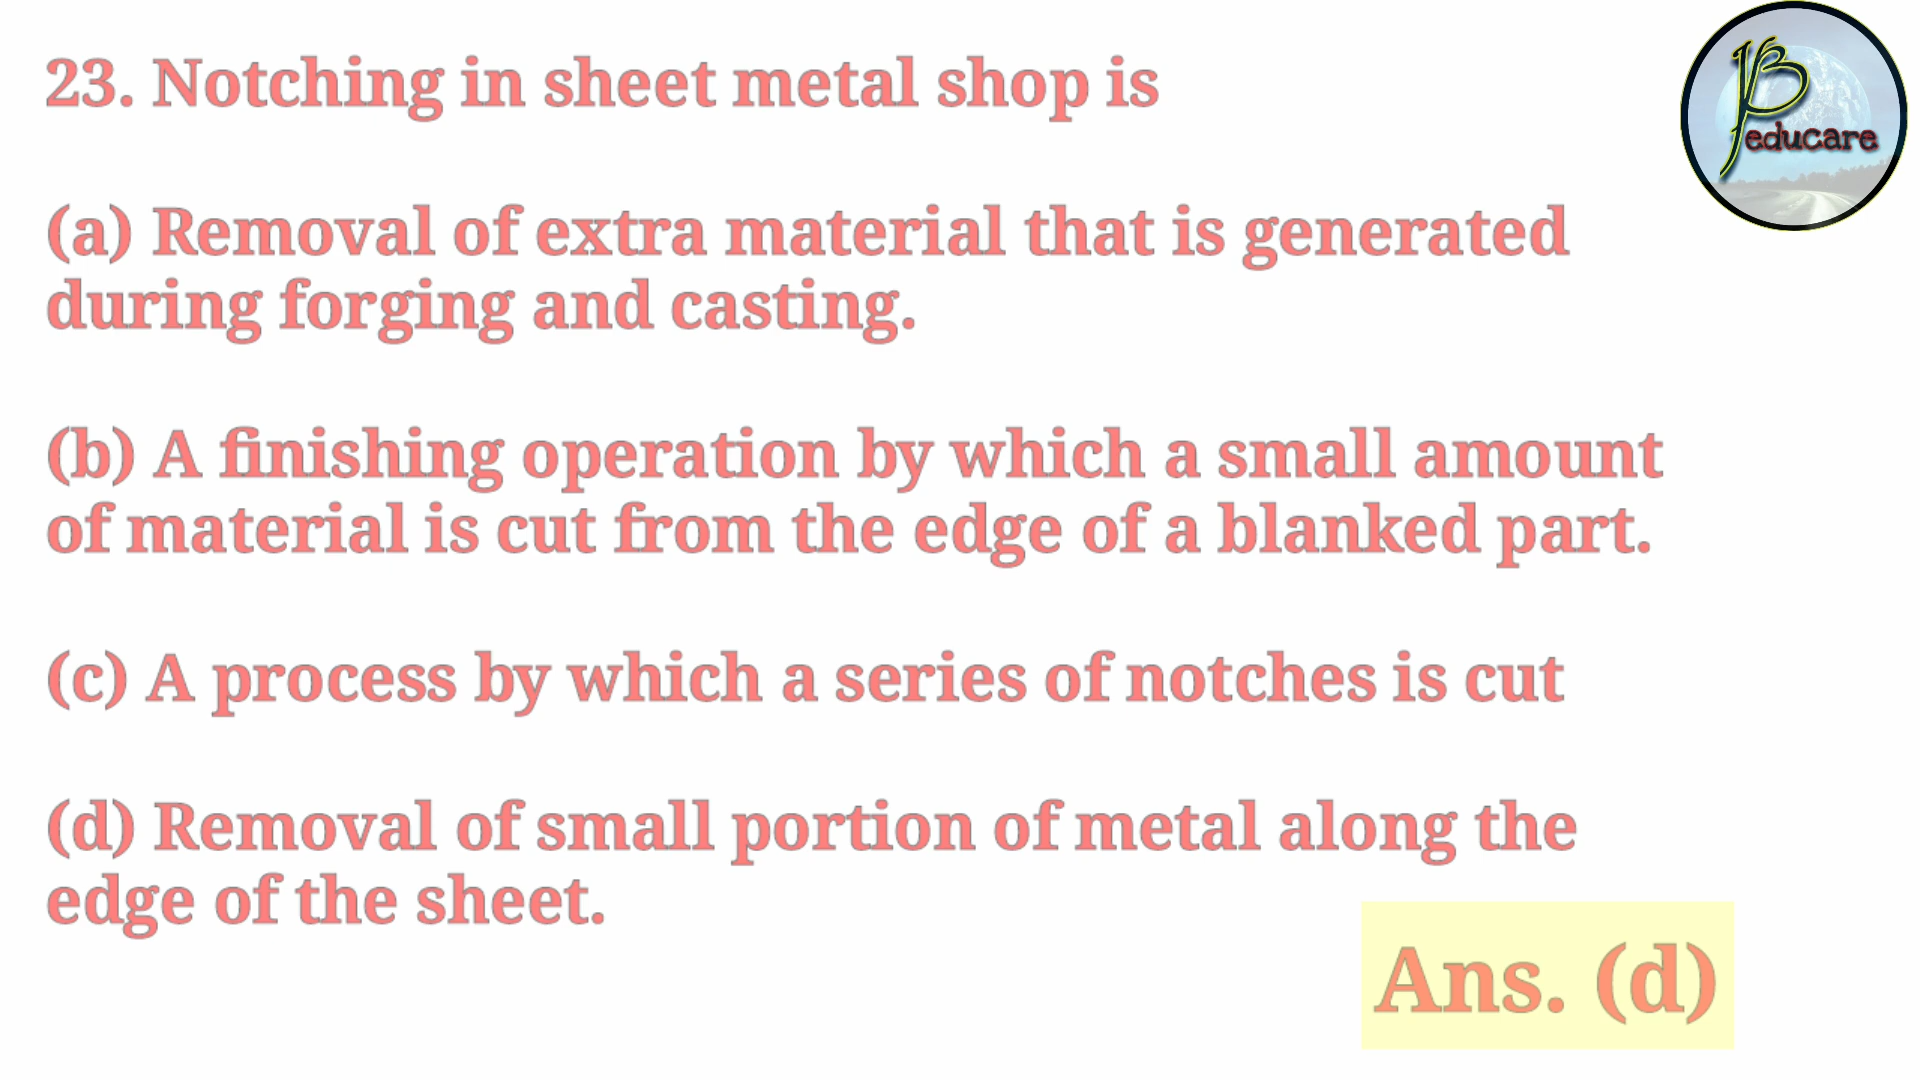 23. Notching in sheet metal shop is
(a) Removal of extra material that is generated
during forging and casting.
(b) A finishing operation by which a small amount
of material is cut from the edge of a blanked part.
(c) A process by which a series of notches is cut
(d) Removal of small portion of metal along the
edge of the sheet.
Ans. (d)
educare